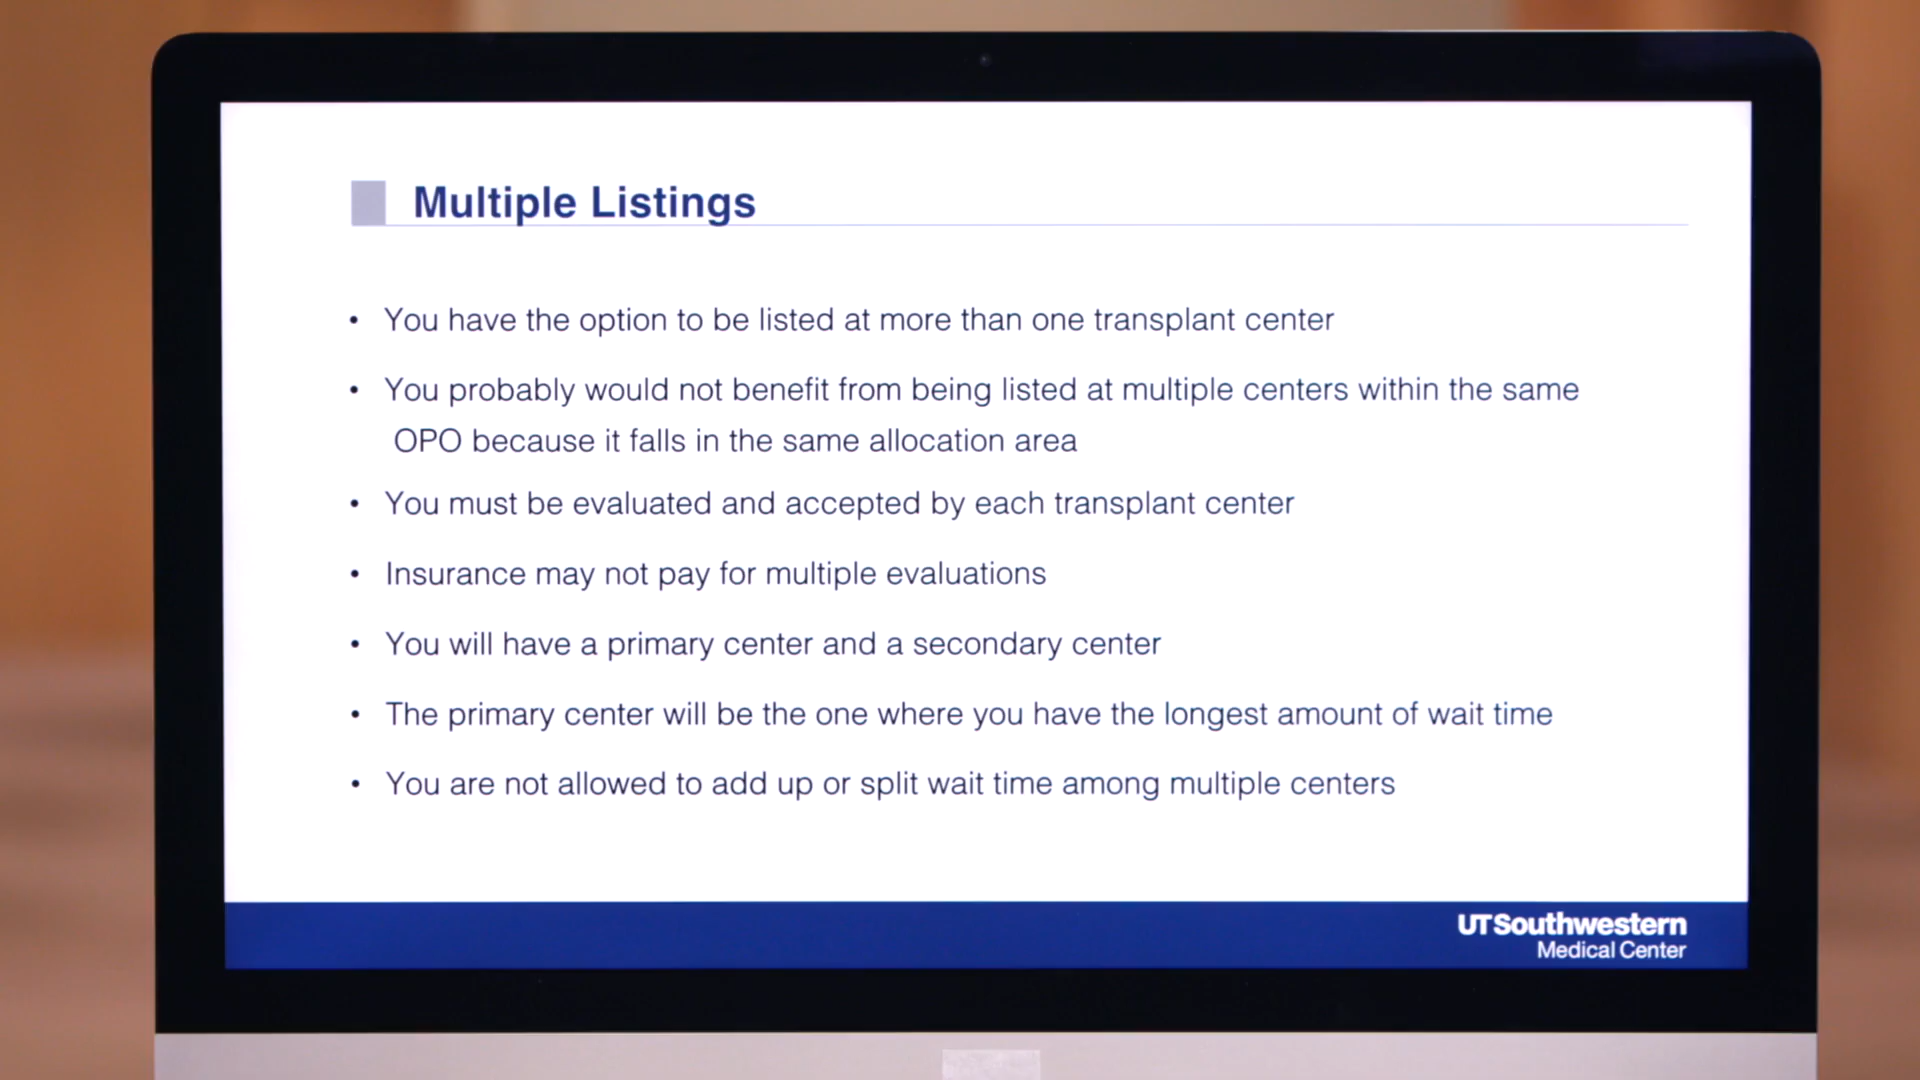 Multiple Listings
• You have the option to be listed at more than one transplant center
• You probably would not benefit from being listed at multiple centers within the same
OPO because it falls in the same allocation area
• You must be evaluated and accepted by each transplant center
• Insurance may not pay for multiple evaluations
• You will have a primary center and a secondary center
• The primary center will be the one where you have the longest amount of wait time
• You are not allowed to add up or split wait time among multiple centers
UTSouthwestern
Medical Center